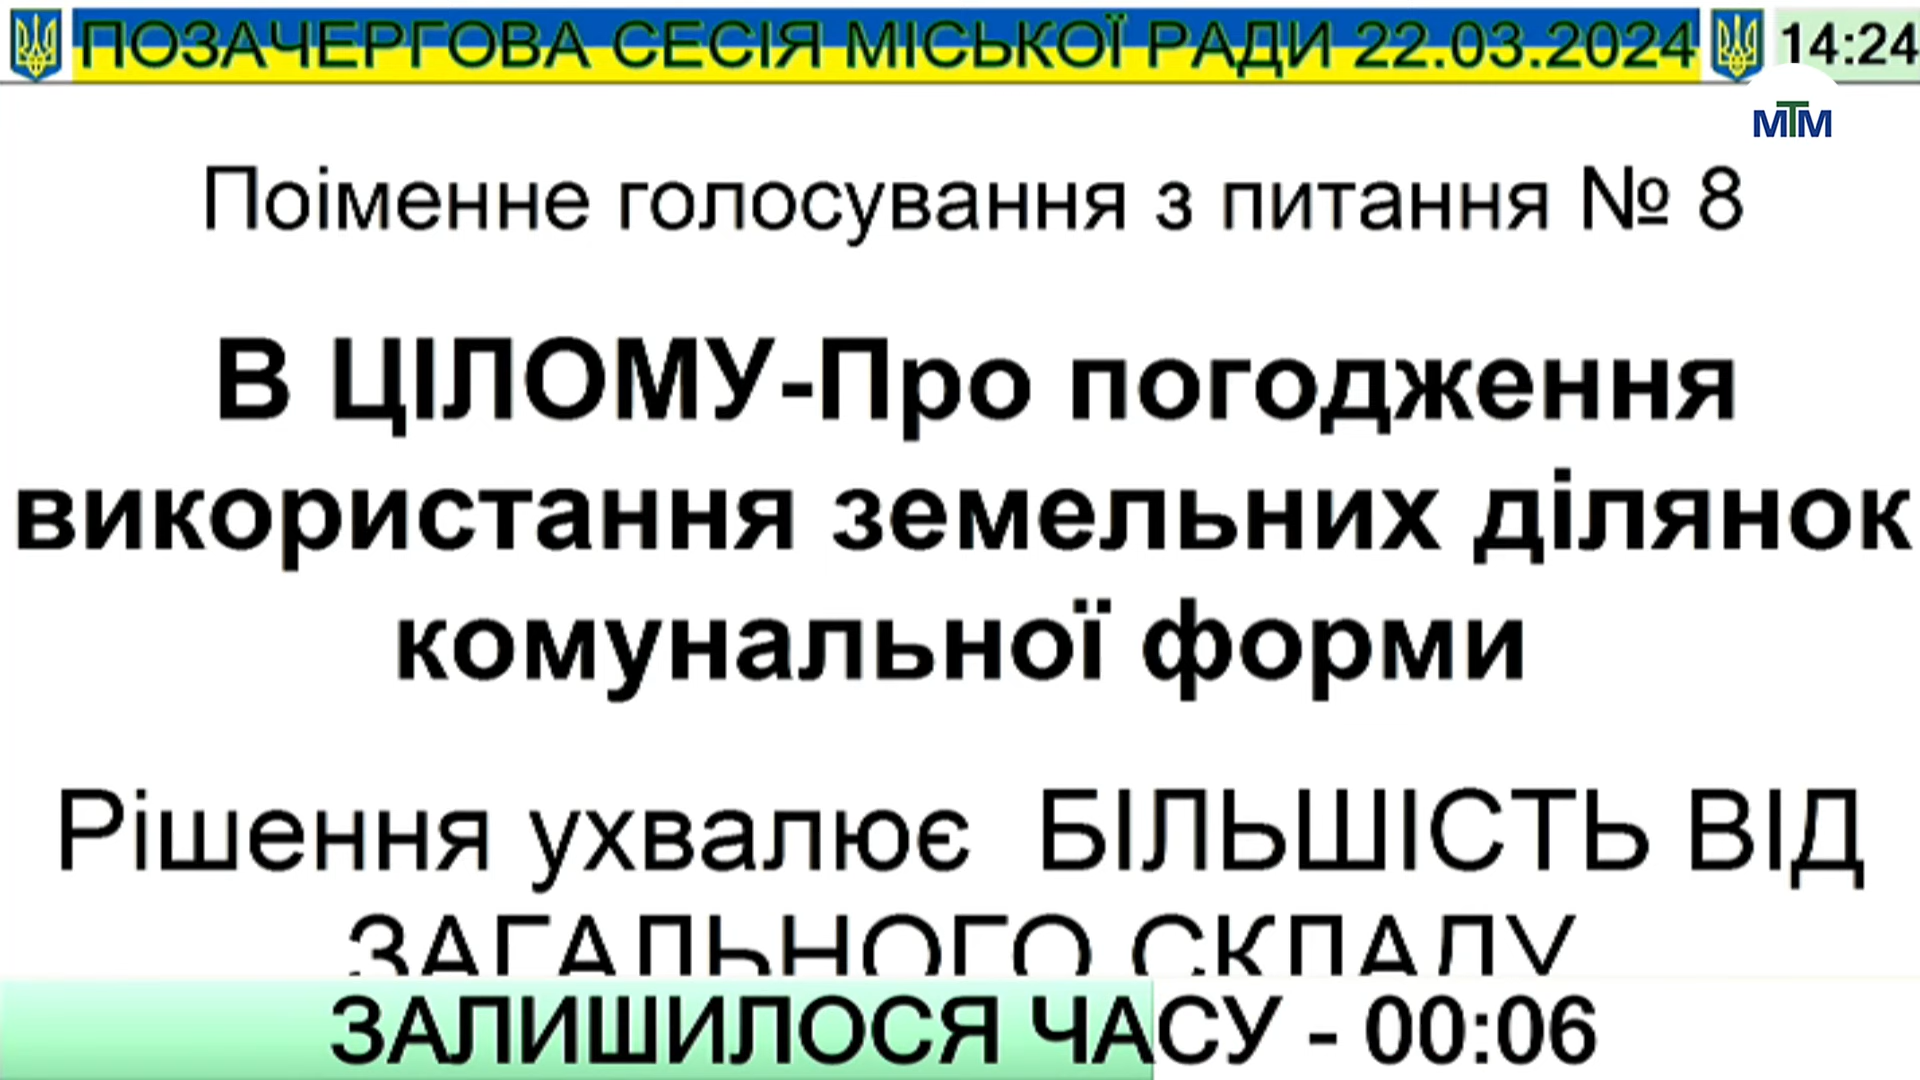 ПОЗАЧЕРГОВА СЕСІЯ МІСЬКОЇ РАДИ 22.03.2024 14:24
МТМ
Поіменне голосування з питання № 8
В ЦІЛОМУ-Про погодження
використання земельних ділянок
комунальної форми
Рішення ухвалює БІЛЬШІСТЬ ВІД
ЗАГАЛЬНОГО СКЛАДУ
ЗАЛИШИЛОСЯ ЧАСУ - 00:06